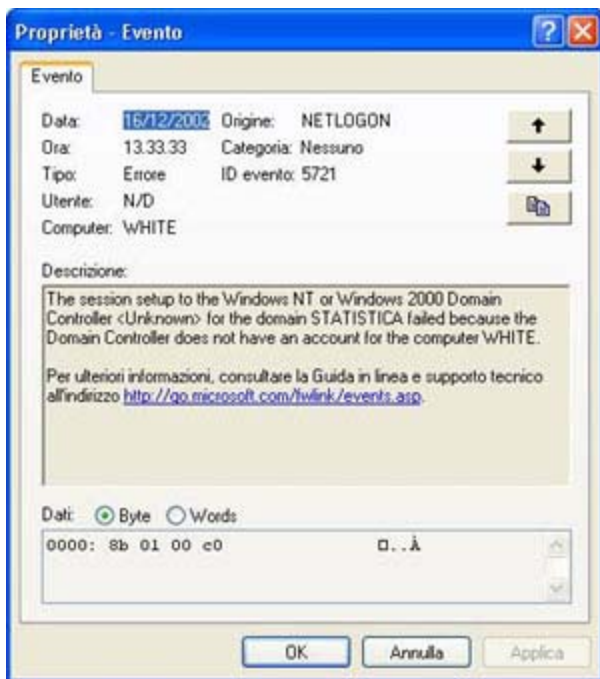 Proprietà - Evento
Evento
Data: 16/12/2002 Origine: NETLOGON
Ora: 13.33.33 Categoria: Nessuno
Tipo: Errore ID evento: 5721
Utente: N/D
Computer: WHITE
Descrizione:
The session setup to the Windows NT or Windows 2000 Domain
Controller <Unknown> for the domain STATISTICA failed because the
Domain Controller does not have an account for the computer WHITE.
Per ulteriori informazioni, consultare la Guida in linea e supporto tecnico
all'indirizzo http://go.microsoft.com/fwlink/events.asp.
Dati: Byte Words
0000: 8b 01 00 c0 □..À
OK Annulla Applica